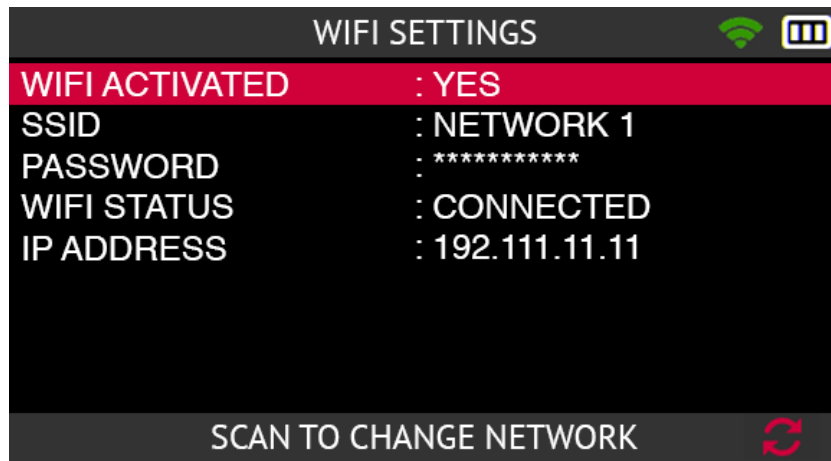 WIFI SETTINGS
WIFI ACTIVATED : YES
SSID : NETWORK 1
PASSWORD : ***********
WIFI STATUS : CONNECTED
IP ADDRESS : 192.111.11.11
SCAN TO CHANGE NETWORK